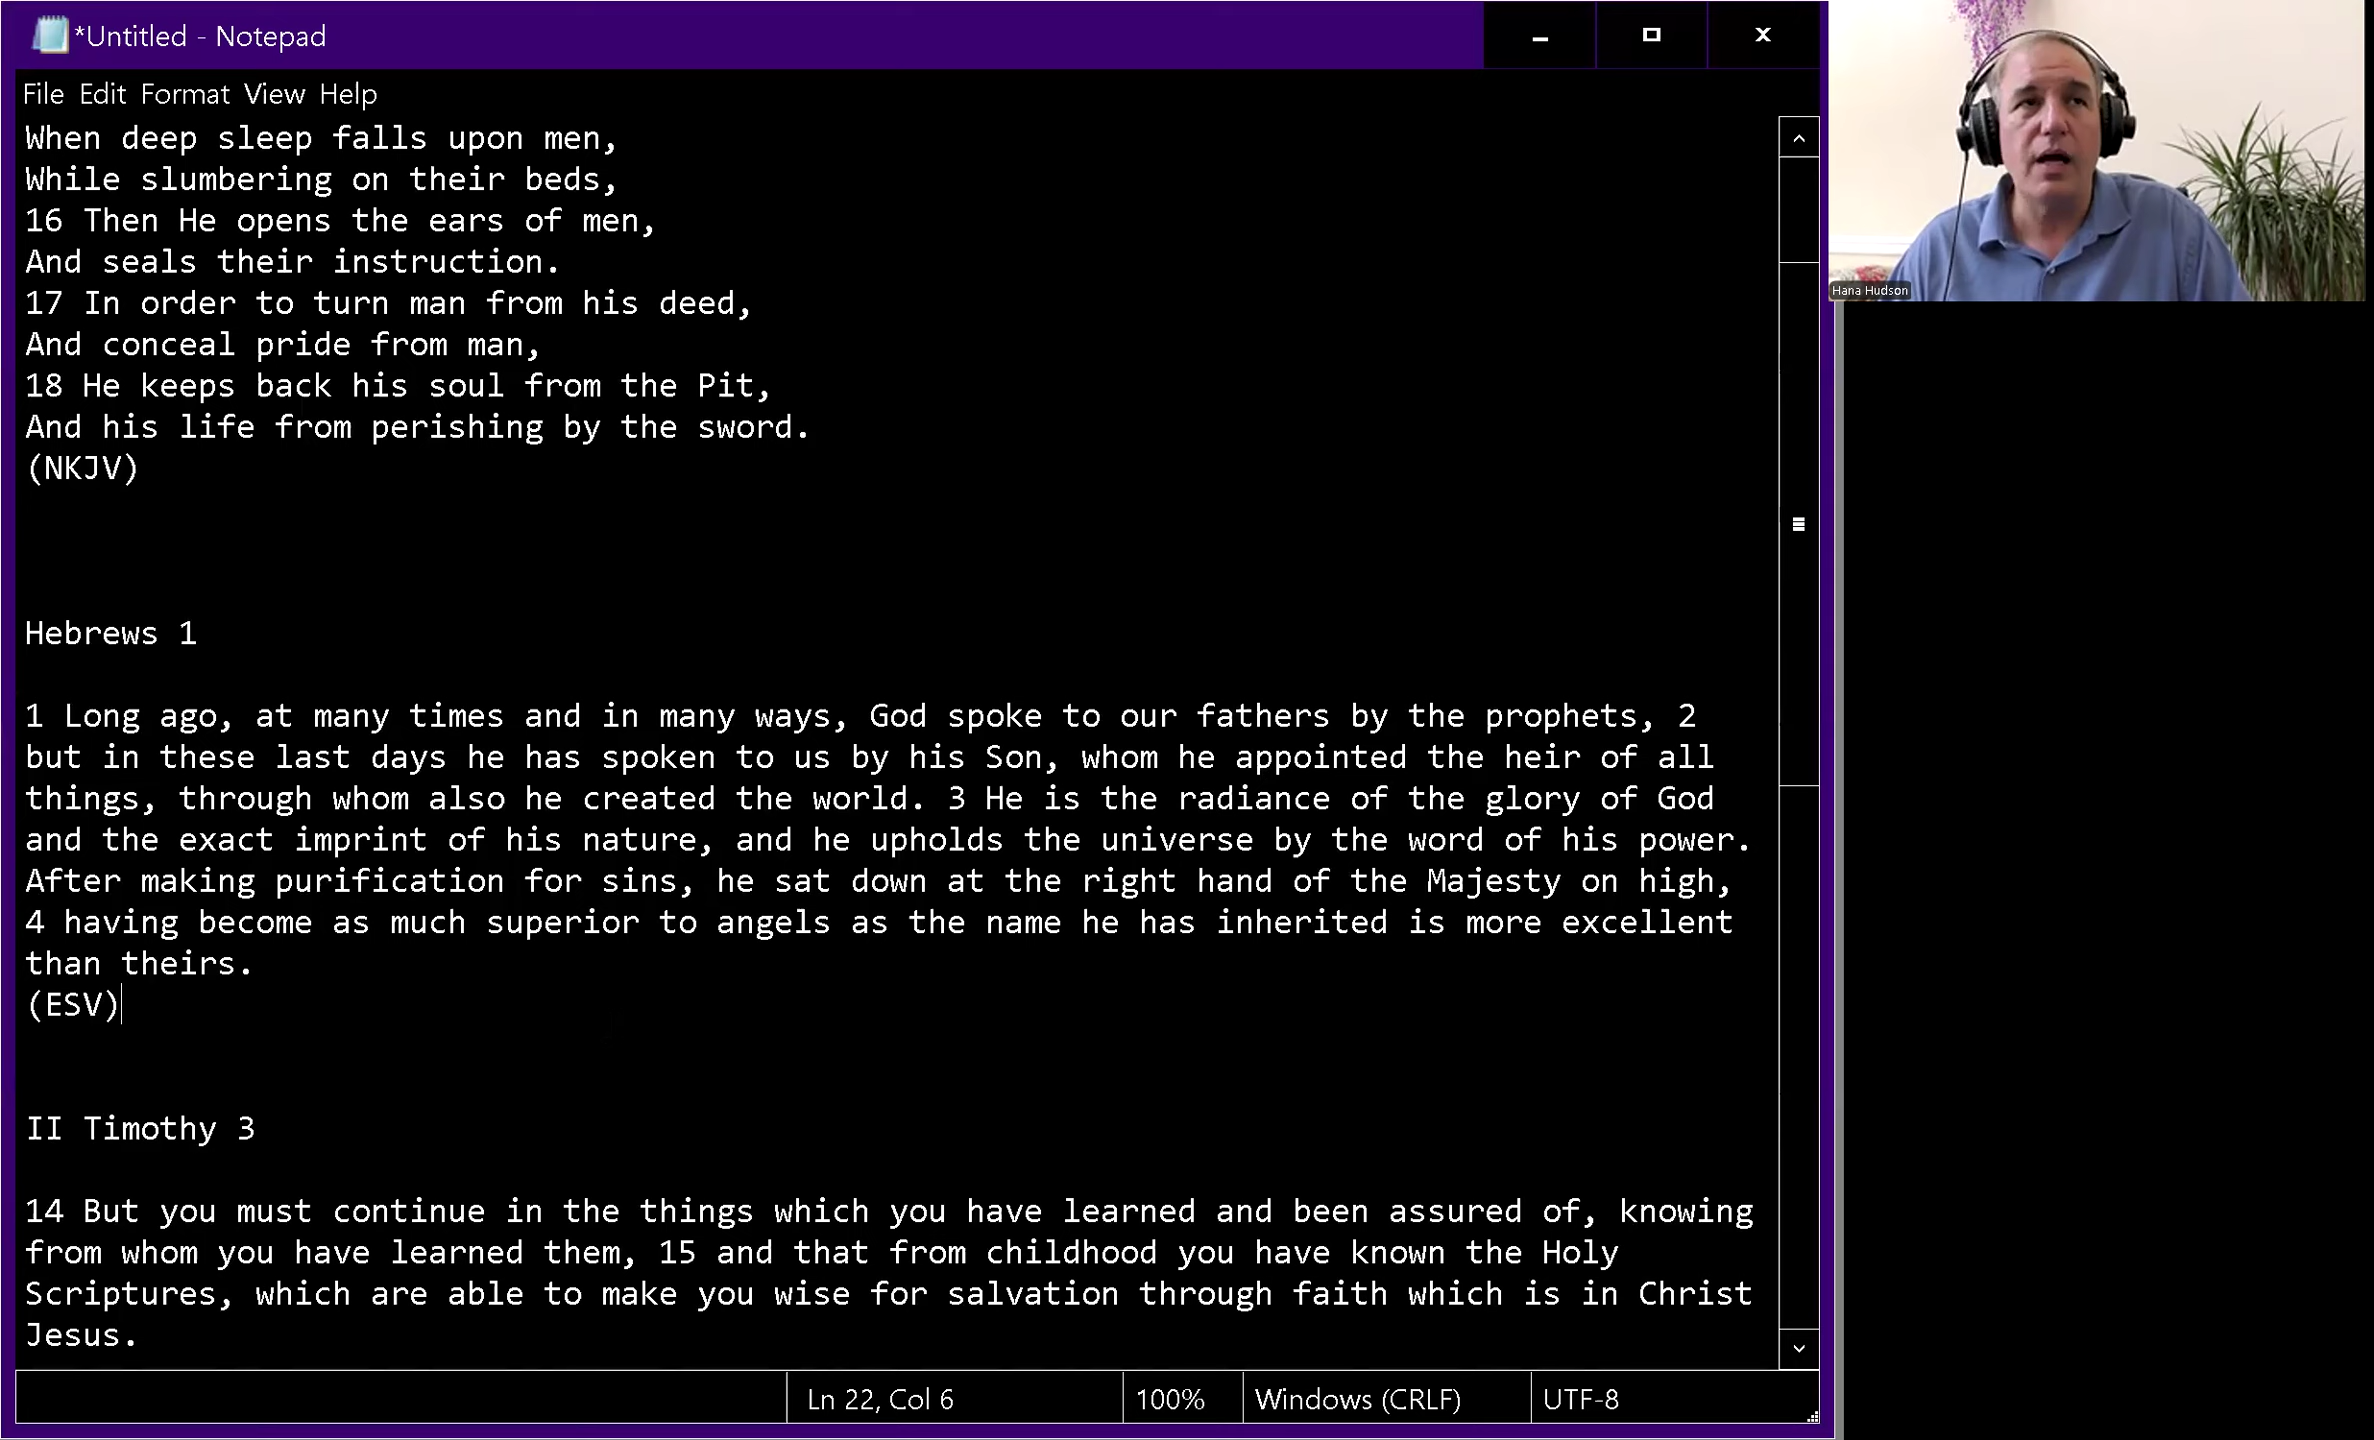 *Untitled - Notepad
File Edit Format View Help
When deep sleep falls upon men,
While slumbering on their beds,
16 Then He opens the ears of men,
And seals their instruction.
17 In order to turn man from his deed,
And conceal pride from man,
18 He keeps back his soul from the Pit,
And his life from perishing by the sword.
(NKJV)
Hebrews 1
1 Long ago, at many times and in many ways, God spoke to our fathers by the prophets, 2
but in these last days he has spoken to us by his Son, whom he appointed the heir of all
things, through whom also he created the world. 3 He is the radiance of the glory of God
and the exact imprint of his nature, and he upholds the universe by the word of his power.
After making purification for sins, he sat down at the right hand of the Majesty on high,
4 having become as much superior to angels as the name he has inherited is more excellent
than theirs.
(ESV)
II Timothy 3
14 But you must continue in the things which you have learned and been assured of, knowing
from whom you have learned them, 15 and that from childhood you have known the Holy
Scriptures, which are able to make you wise for salvation through faith which is in Christ
Jesus.
Ln 22, Col 6
100%
Windows (CRLF)
UTF-8
Hana Hudson